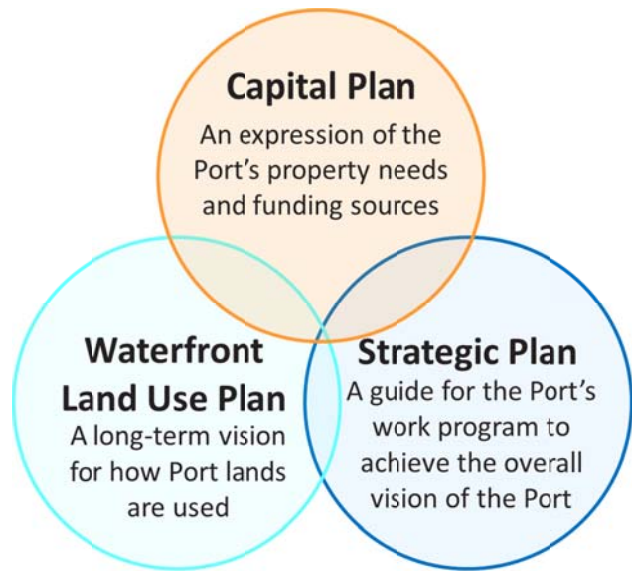 Capital Plan
An expression of the
Port's property needs
and funding sources
Waterfront
Land Use Plan
A long-term vision
for how Port lands
are used
Strategic Plan
A guide for the Port's
work program to
achieve the overall
vision of the Port